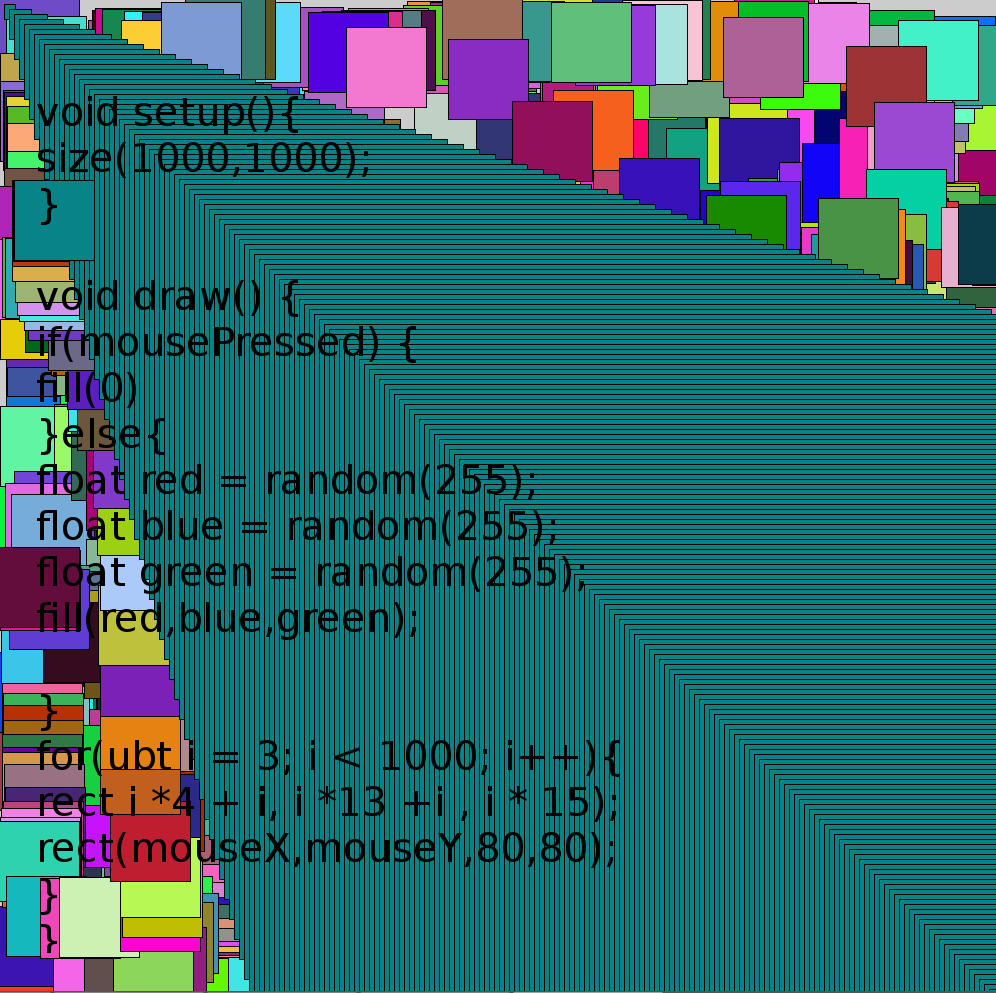 void setup(){
size(1000,1000);
}
void draw() {
if(mousePressed) {
fill(0)
}else{
float red = random(255);
float blue = random(255);
float green = random(255);
fill(red,blue,green);
}
for(ubt i = 3; i < 1000; i++){
rect i *4 + i, i *13 +i , i * 15);
rect(mouseX,mouseY,80,80);
}
}